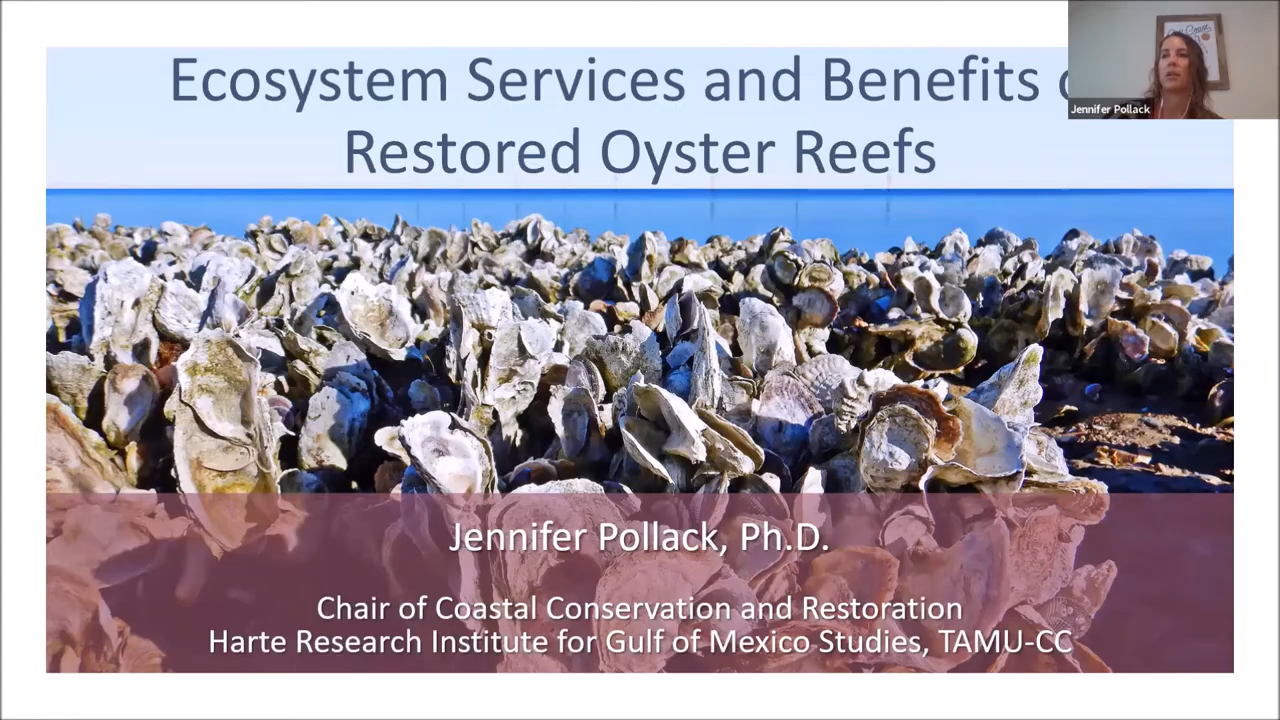 Ecosystem Services and Benefits
Restored Oyster Reefs
Jennifer Pollack
Jennifer Pollack, Ph.D.
Chair of Coastal Conservation and Restoration
Harte Research Institute for Gulf of Mexico Studies, TAMU-CC